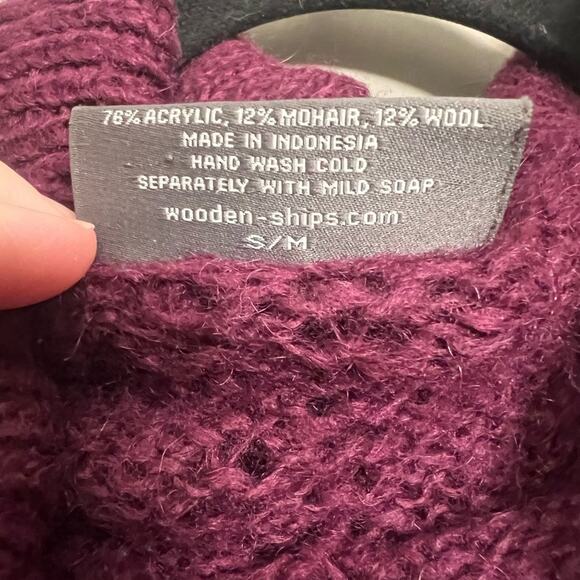 76% ACRYLIC, 12% MOHAIR, 12% WOOL
MADE IN INDONESIA
HAND WASH COLD
SEPARATELY WITH MILD SOAP
wooden-ships.com
S/M